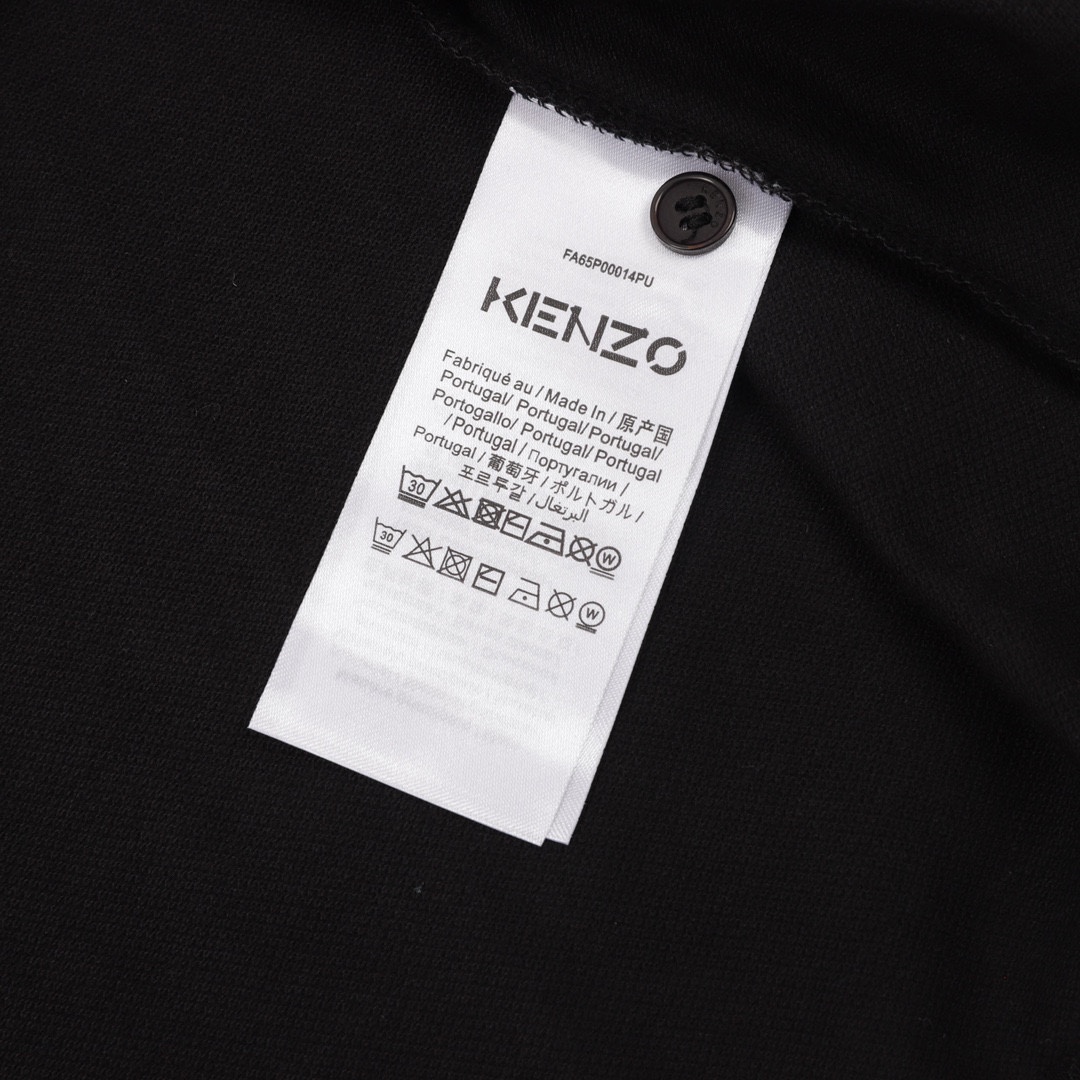 FA65P00014PU
KENZO
Fabriqué au / Made In / 原产国
Portugal/ Portugal/ Portugal/
Portogallo/ Portugal/ Portugal
/ Portugal / Португалии /
Portugal / 葡萄牙 / ポルトガル /
포르투갈 / البرتغال
30 W
30 W